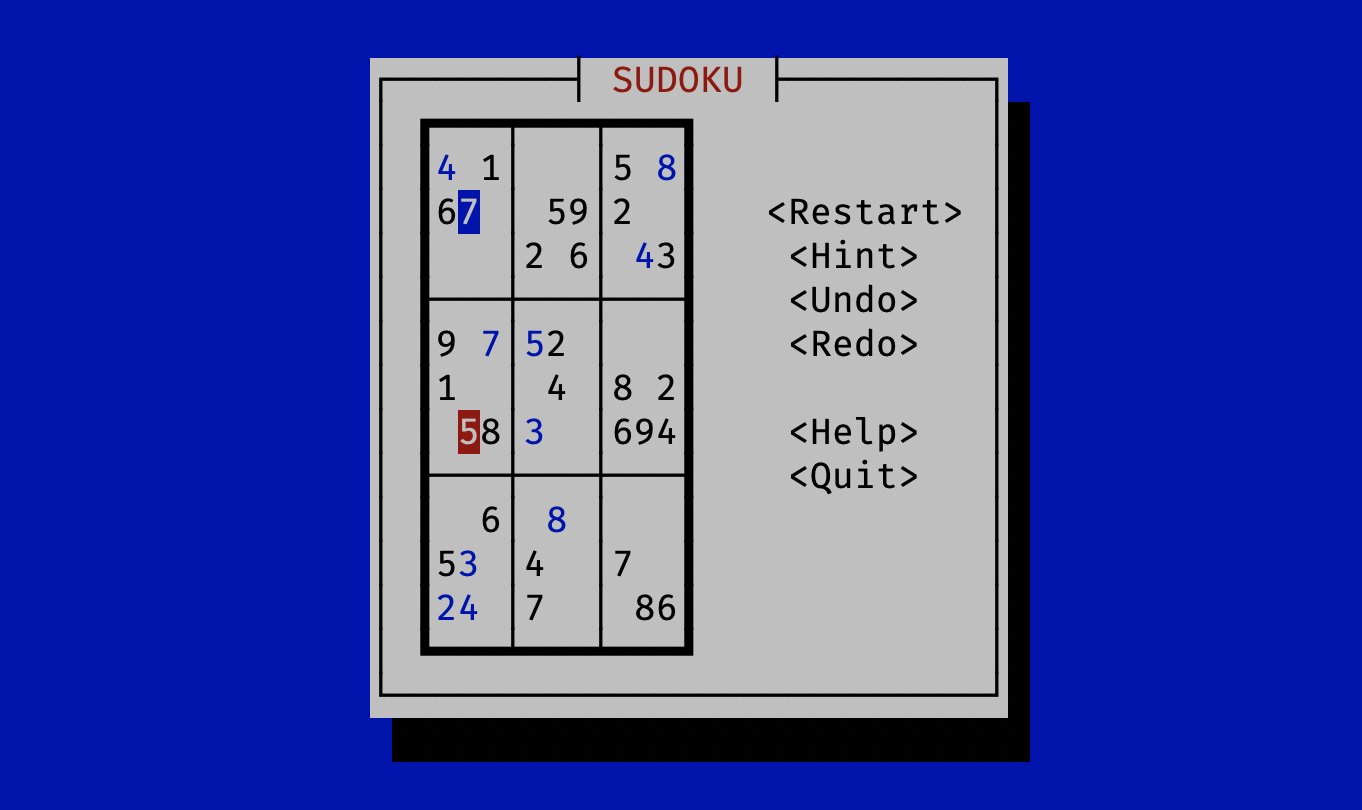 SUDOKU
4 1 5 8
67 59 2 <Restart>
2 6 43 <Hint>
<Undo>
9 7 52 <Redo>
1 4 8 2
58 3 694 <Help>
<Quit>
6 8
53 4 7
24 7 86